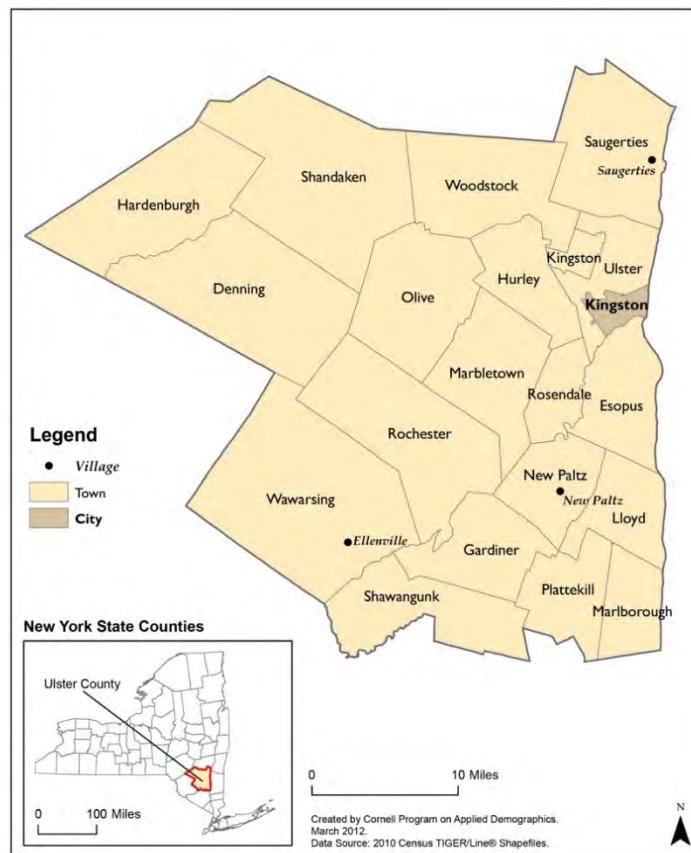 Saugerties
Saugerties
Shandaken
Woodstock
Hardenburgh
Kingston
Ulster
Hurley
Denning
Olive
Kingston
Marbletown
Rosendale
Esopus
Rochester
New Paltz
New Paltz
Wawarsing
Lloyd
Ellenville
Gardiner
Plattekill
Shawangunk
Marlborough
Legend
Village
Town
City
New York State Counties
Ulster County
0 100 Miles
0 10 Miles
Created by Cornell Program on Applied Demographics.
March 2012.
Data Source: 2010 Census TIGER/Line® Shapefiles.
N